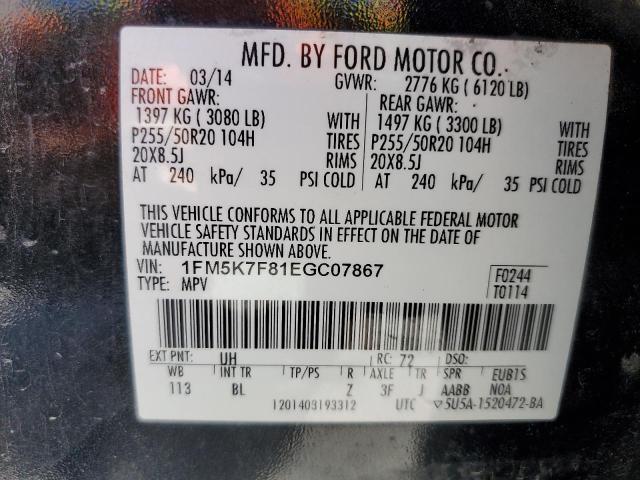 MFD. BY FORD MOTOR CO.
DATE: 03/14 GVWR: 2776 KG ( 6120 LB)
FRONT GAWR: REAR GAWR:
1397 KG ( 3080 LB) WITH 1497 KG ( 3300 LB) WITH
P255/50R20 104H TIRES P255/50R20 104H TIRES
20X8.5J RIMS 20X8.5J RIMS
AT 240 kPa/ 35 PSI COLD AT 240 kPa/ 35 PSI COLD
THIS VEHICLE CONFORMS TO ALL APPLICABLE FEDERAL MOTOR
VEHICLE SAFETY STANDARDS IN EFFECT ON THE DATE OF
MANUFACTURE SHOWN ABOVE.
VIN: 1FM5K7F81EGC07867 F0244
TYPE: MPV T0114
EXT PNT: UH RC: 72 DSO:
WB INT TR TP/PS R AXLE TR SPR EUB1S
113 BL Z 3F J AABB NOA
1201403193312 UTC ▽5U5A-1520472-BA